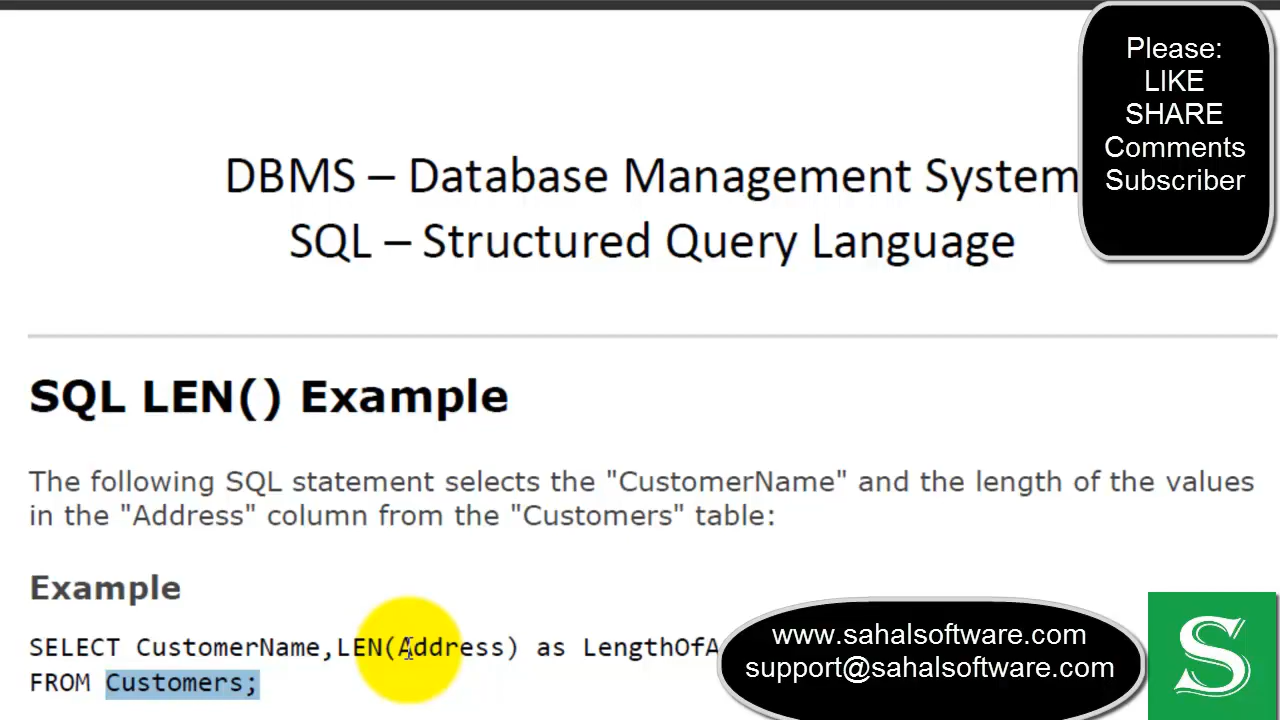 Please:
LIKE
SHARE
Comments
Subscriber
DBMS – Database Management System
SQL – Structured Query Language
SQL LEN() Example
The following SQL statement selects the "CustomerName" and the length of the values
in the "Address" column from the "Customers" table:
Example
SELECT CustomerName,LEN(Address) as LengthOfA
FROM Customers;
www.sahalsoftware.com
support@sahalsoftware.com
S